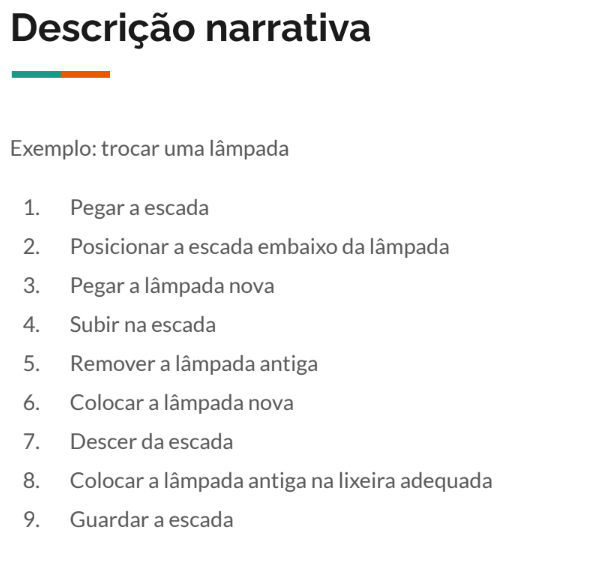 Descrição narrativa
Exemplo: trocar uma lâmpada
1. Pegar a escada
2. Posicionar a escada embaixo da lâmpada
3. Pegar a lâmpada nova
4. Subir na escada
5. Remover a lâmpada antiga
6. Colocar a lâmpada nova
7. Descer da escada
8. Colocar a lâmpada antiga na lixeira adequada
9. Guardar a escada